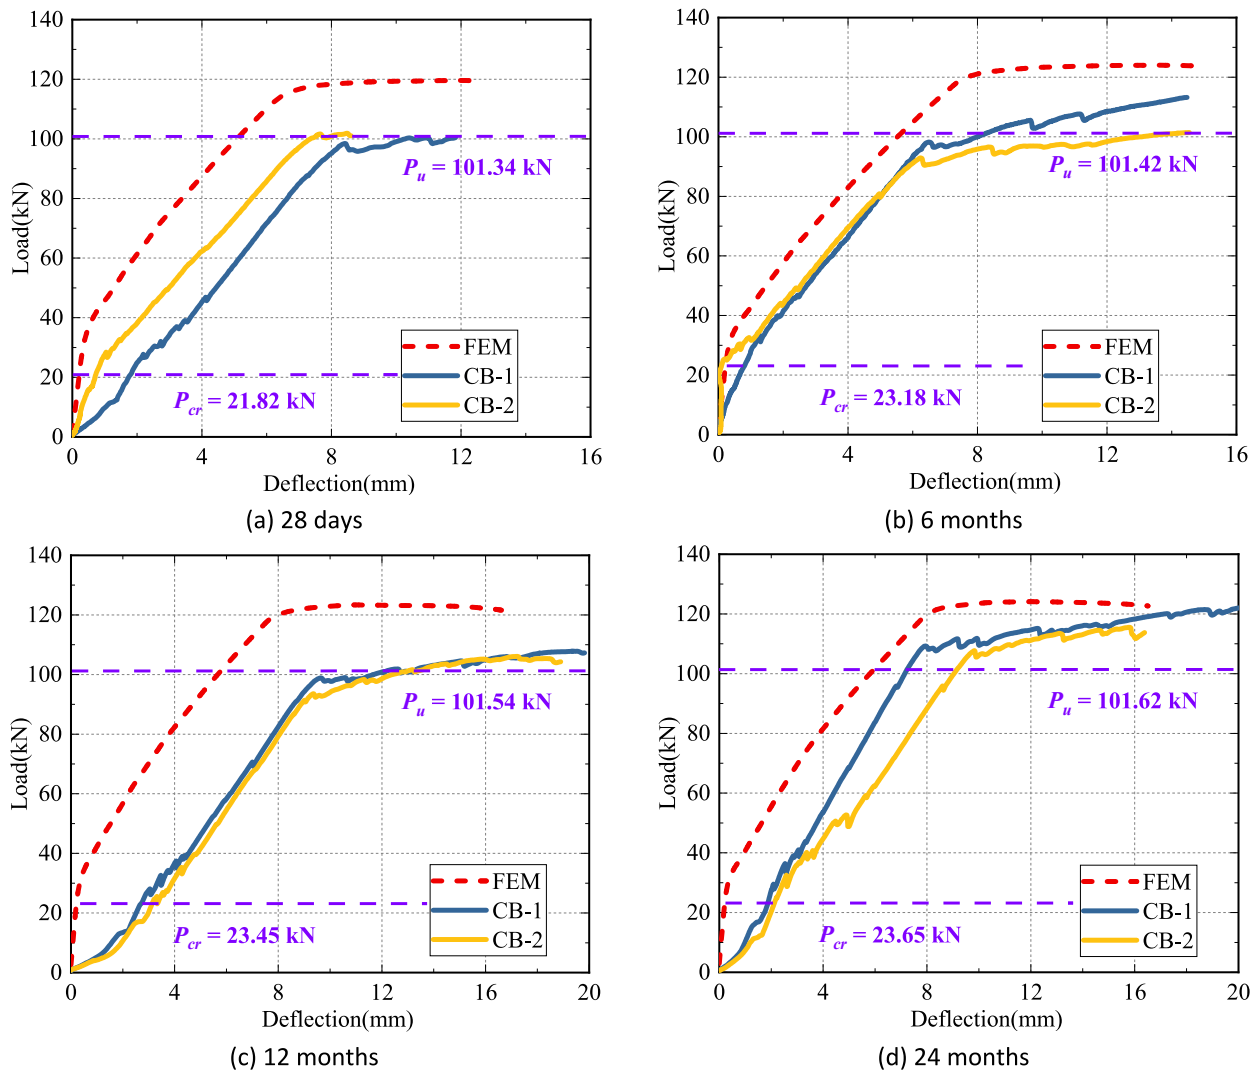 140
120
100
80
60
40
20
0
Load(kN)
P_u = 101.34 kN
FEM
CB-1
CB-2
P_cr = 21.82 kN
0 4 8 12 16
Deflection(mm)
(a) 28 days
140
120
100
80
60
40
20
0
Load(kN)
P_u = 101.42 kN
FEM
CB-1
CB-2
P_cr = 23.18 kN
0 4 8 12 16
Deflection(mm)
(b) 6 months
140
120
100
80
60
40
20
0
Load(kN)
P_u = 101.54 kN
FEM
CB-1
CB-2
P_cr = 23.45 kN
0 4 8 12 16 20
Deflection(mm)
(c) 12 months
140
120
100
80
60
40
20
0
Load(kN)
P_u = 101.62 kN
FEM
CB-1
CB-2
P_cr = 23.65 kN
0 4 8 12 16 20
Deflection(mm)
(d) 24 months